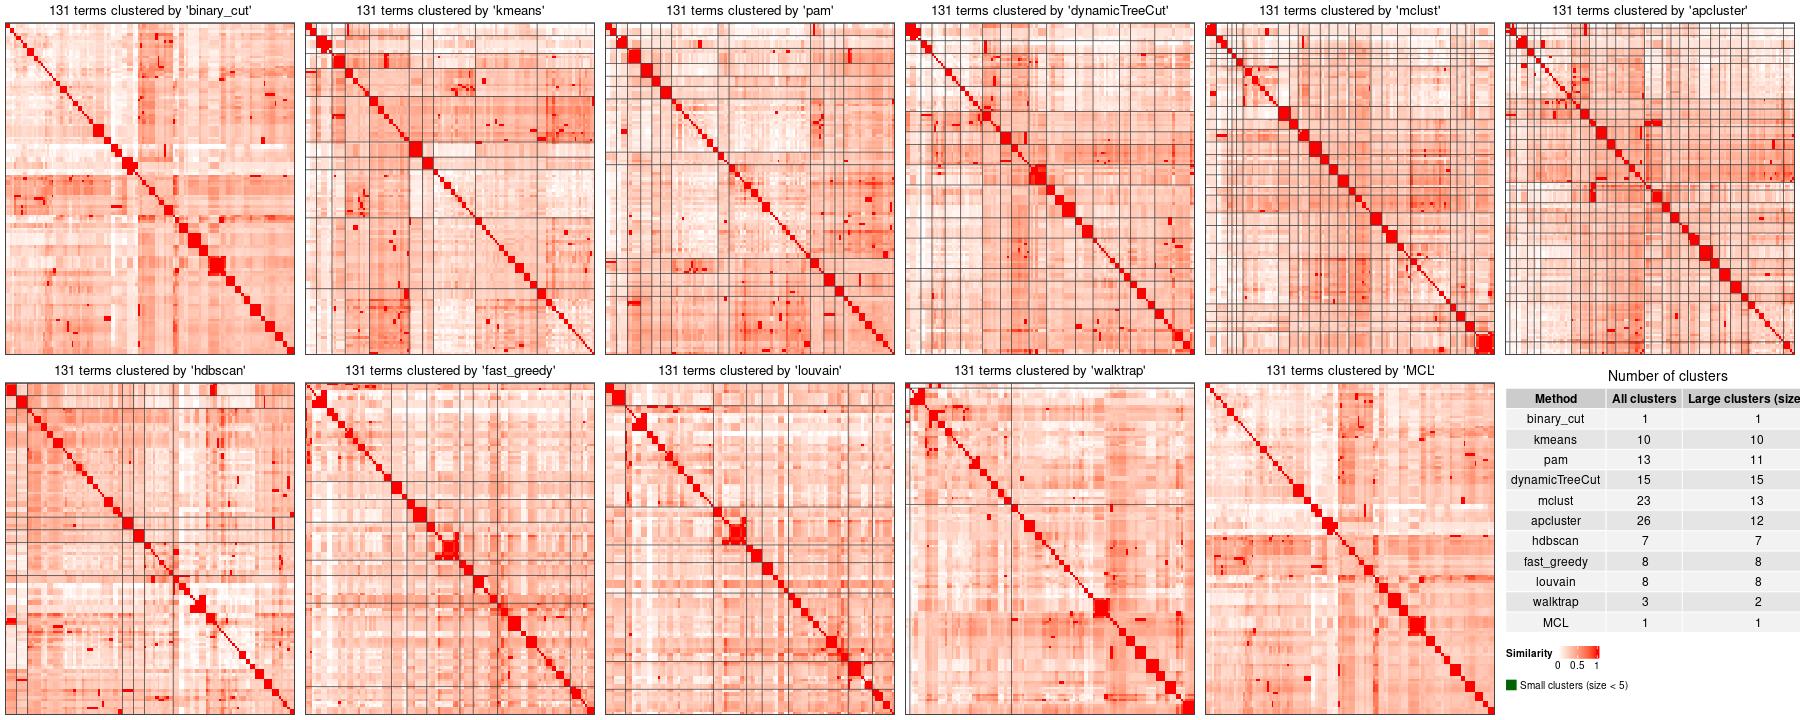 131 terms clustered by 'binary_cut'
131 terms clustered by 'kmeans'
131 terms clustered by 'pam'
131 terms clustered by 'dynamicTreeCut'
131 terms clustered by 'mclust'
131 terms clustered by 'apcluster'
131 terms clustered by 'hdbscan'
131 terms clustered by 'fast_greedy'
131 terms clustered by 'louvain'
131 terms clustered by 'walktrap'
131 terms clustered by 'MCL'
Number of clusters
Method All clusters Large clusters (size
binary_cut 1 1
kmeans 10 10
pam 13 11
dynamicTreeCut 15 15
mclust 23 13
apcluster 26 12
hdbscan 7 7
fast_greedy 8 8
louvain 8 8
walktrap 3 2
MCL 1 1
Similarity
0 0.5 1
Small clusters (size < 5)